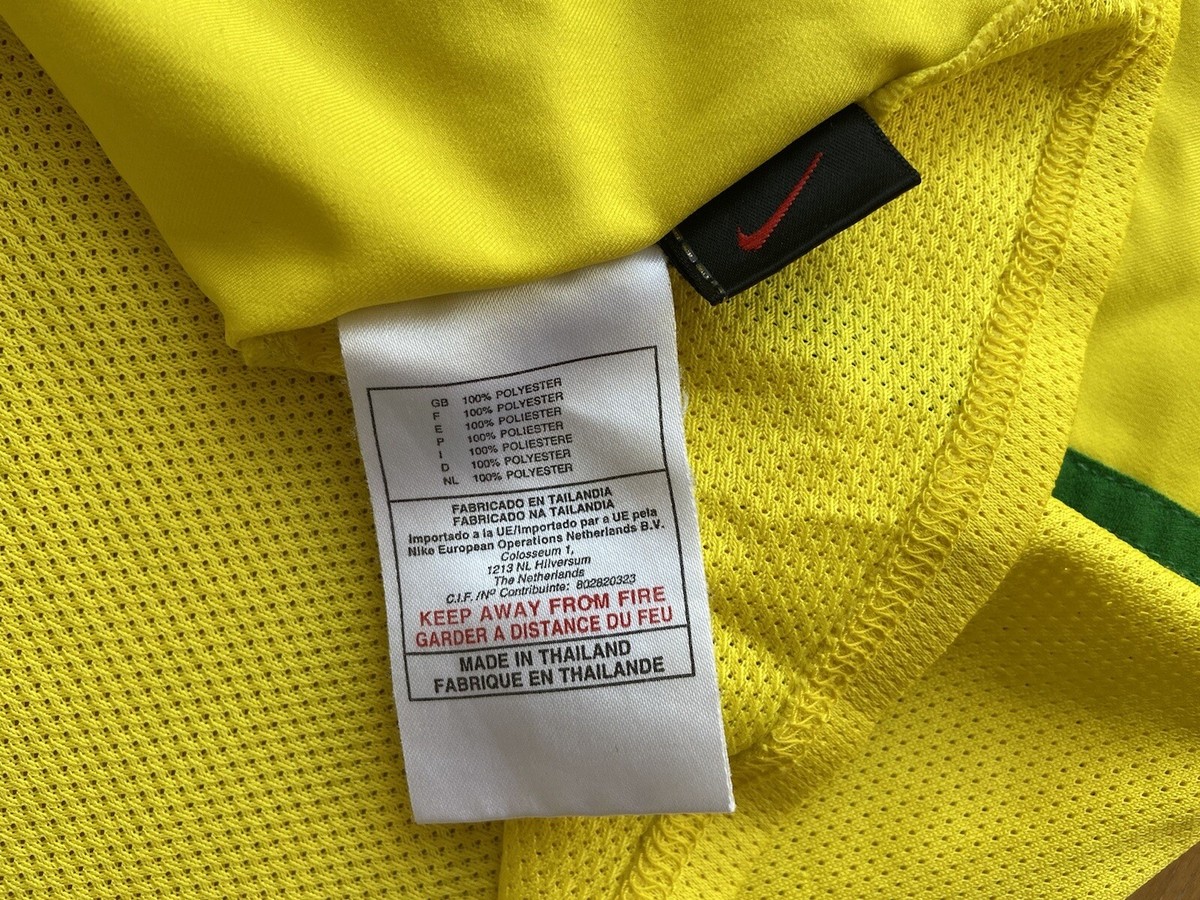 GB 100% POLYESTER
F 100% POLYESTER
E 100% POLIESTER
P 100% POLIESTER
I 100% POLIESTERE
D 100% POLYESTER
NL 100% POLYESTER
FABRICADO EN TAILANDIA
FABRICADO NA TAILANDIA
Importado a la UE/Importado par a UE pela
Nike European Operations Netherlands B.V.
Colosseum 1,
1213 NL Hilversum
The Netherlands
C.I.F. /Nº Contribuinte: 802820323
KEEP AWAY FROM FIRE
GARDER A DISTANCE DU FEU
MADE IN THAILAND
FABRIQUE EN THAILANDE